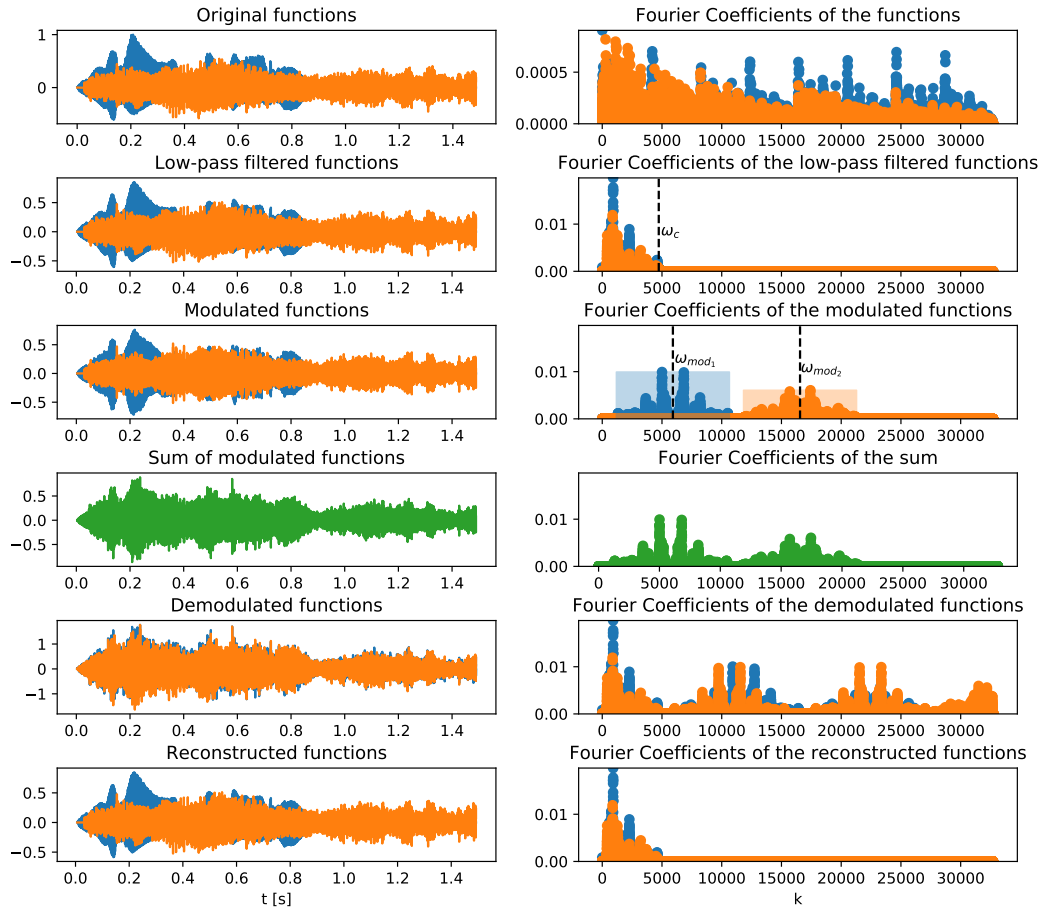 Original functions
1
0
0.0 0.2 0.4 0.6 0.8 1.0 1.2 1.4
Fourier Coefficients of the functions
0.0005
0.0000
0 5000 10000 15000 20000 25000 30000
Low-pass filtered functions
0.5
0.0
−0.5
0.0 0.2 0.4 0.6 0.8 1.0 1.2 1.4
Fourier Coefficients of the low-pass filtered functions
0.01
0.00
ω_c
0 5000 10000 15000 20000 25000 30000
Modulated functions
0.5
0.0
−0.5
0.0 0.2 0.4 0.6 0.8 1.0 1.2 1.4
Fourier Coefficients of the modulated functions
0.01
0.00
ω_{mod_1}
ω_{mod_2}
0 5000 10000 15000 20000 25000 30000
Sum of modulated functions
0.5
0.0
−0.5
0.0 0.2 0.4 0.6 0.8 1.0 1.2 1.4
Fourier Coefficients of the sum
0.01
0.00
0 5000 10000 15000 20000 25000 30000
Demodulated functions
1
0
−1
0.0 0.2 0.4 0.6 0.8 1.0 1.2 1.4
Fourier Coefficients of the demodulated functions
0.01
0.00
0 5000 10000 15000 20000 25000 30000
Reconstructed functions
0.5
0.0
−0.5
0.0 0.2 0.4 0.6 0.8 1.0 1.2 1.4
t [s]
Fourier Coefficients of the reconstructed functions
0.01
0.00
0 5000 10000 15000 20000 25000 30000
k